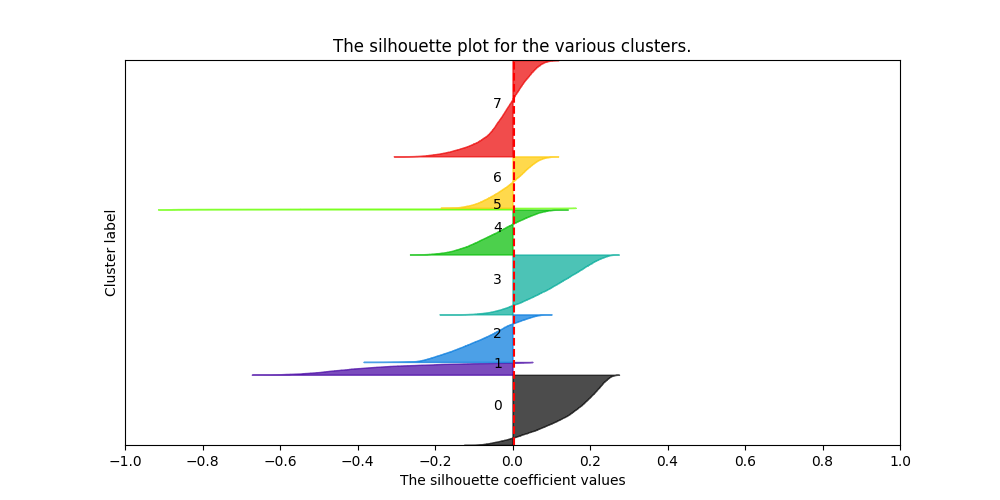 The silhouette plot for the various clusters.
7
6
5
4
3
2
1
0
Cluster label
−1.0 −0.8 −0.6 −0.4 −0.2 0.0 0.2 0.4 0.6 0.8 1.0
The silhouette coefficient values